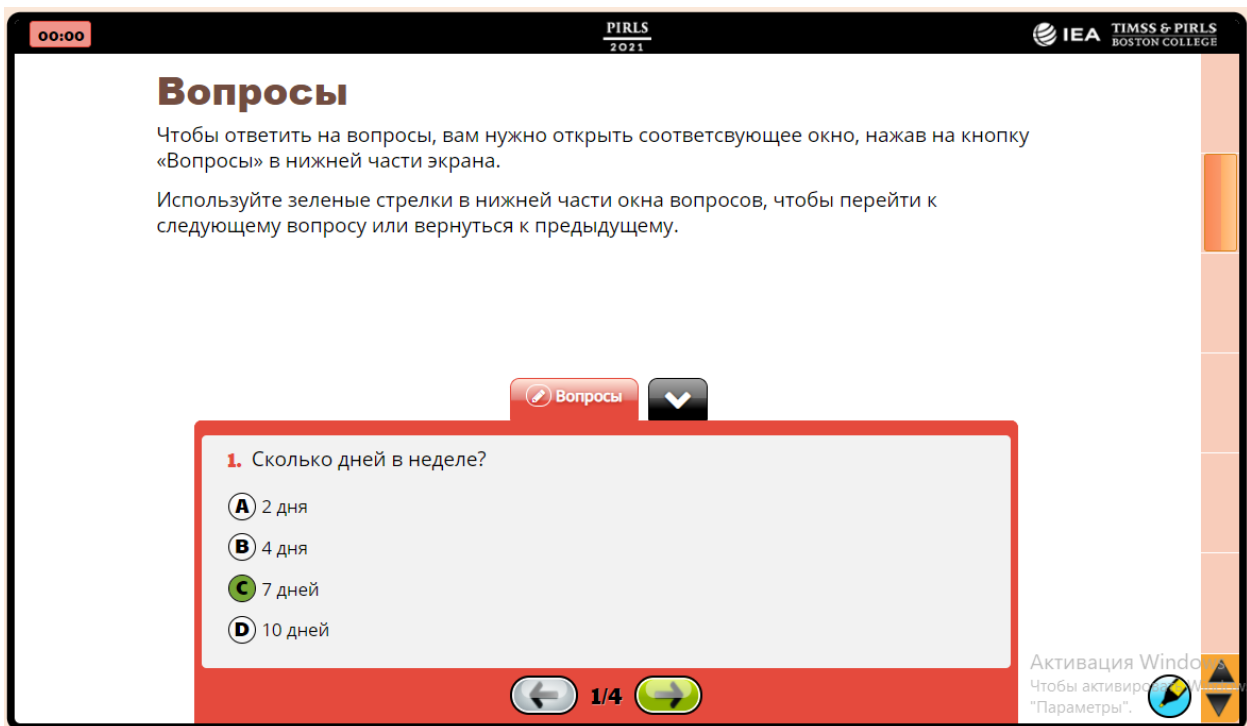 00:00
PIRLS
2021
IEA
TIMSS & PIRLS
BOSTON COLLEGE
Вопросы
Чтобы ответить на вопросы, вам нужно открыть соответсвующее окно, нажав на кнопку
«Вопросы» в нижней части экрана.
Используйте зеленые стрелки в нижней части окна вопросов, чтобы перейти к
следующему вопросу или вернуться к предыдущему.
Вопросы
1. Сколько дней в неделе?
A 2 дня
B 4 дня
C 7 дней
D 10 дней
1/4
Активация Windows
Чтобы активировать Windows
"Параметры".